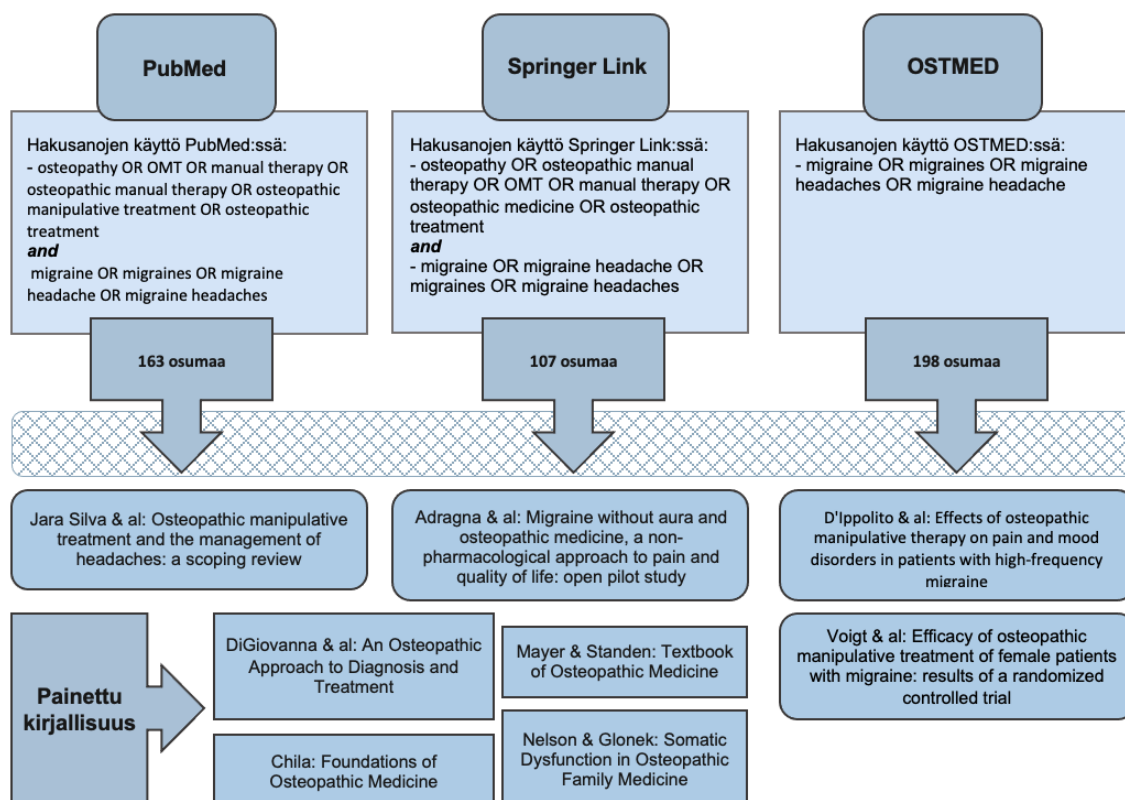 PubMed
Hakusanojen käyttö PubMed:ssä:
- osteopathy OR OMT OR manual therapy OR
osteopathic manual therapy OR osteopathic
manipulative treatment OR osteopathic
treatment
and
migraine OR migraines OR migraine
headache OR migraine headaches
163 osumaa
Springer Link
Hakusanojen käyttö Springer Link:ssä:
- osteopathy OR osteopathic manual
therapy OR OMT OR manual therapy OR
osteopathic medicine OR osteopathic
treatment
and
- migraine OR migraine headache OR
migraines OR migraine headaches
107 osumaa
OSTMED
Hakusanojen käyttö OSTMED:ssä:
- migraine OR migraines OR migraine
headaches OR migraine headache
198 osumaa
Jara Silva & al: Osteopathic manipulative
treatment and the management of
headaches: a scoping review
Adragna & al: Migraine without aura and
osteopathic medicine, a non-
pharmacological approach to pain and
quality of life: open pilot study
D'Ippolito & al: Effects of osteopathic
manipulative therapy on pain and mood
disorders in patients with high-frequency
migraine
Voigt & al: Efficacy of osteopathic
manipulative treatment of female patients
with migraine: results of a randomized
controlled trial
Painettu
kirjallisuus
DiGiovanna & al: An Osteopathic
Approach to Diagnosis and
Treatment
Mayer & Standen: Textbook
of Osteopathic Medicine
Chila: Foundations of
Osteopathic Medicine
Nelson & Glonek: Somatic
Dysfunction in Osteopathic
Family Medicine